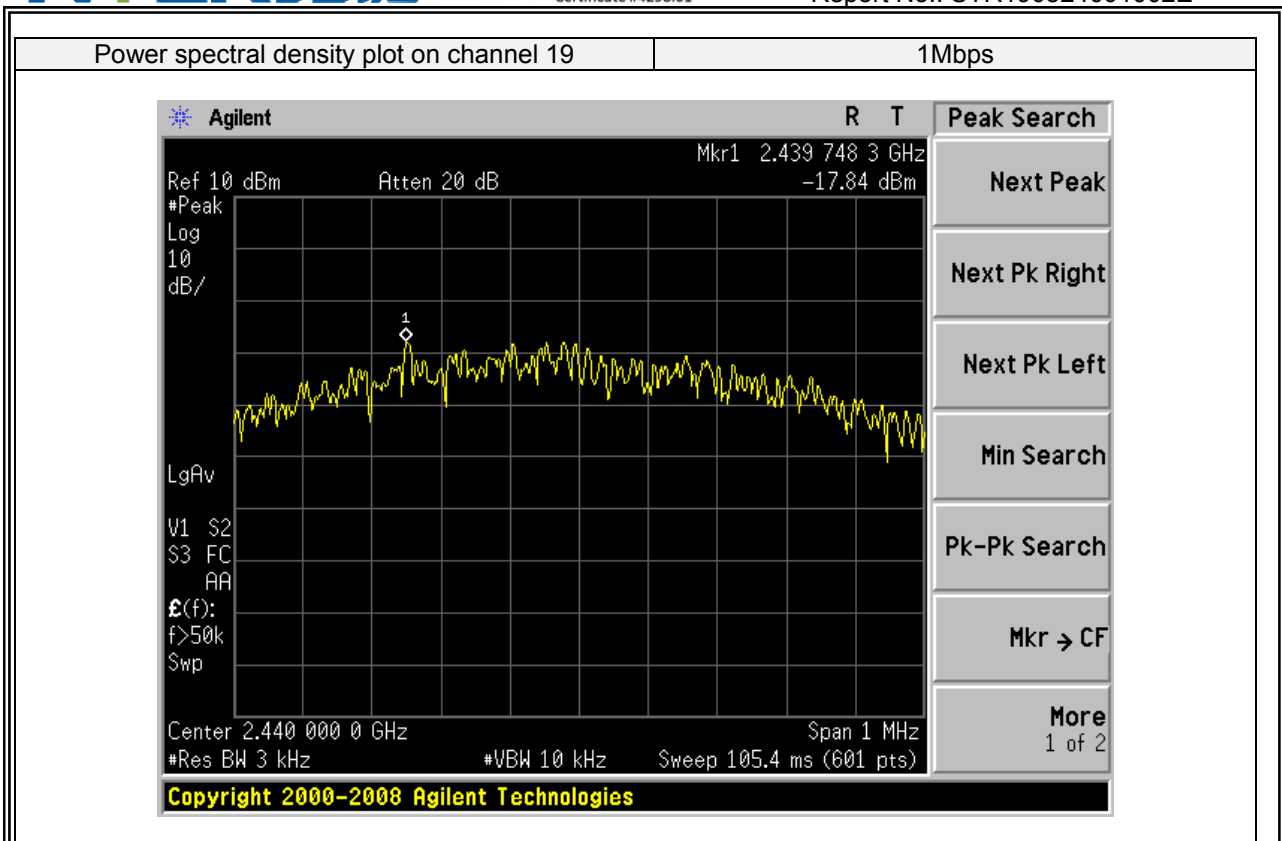 Power spectral density plot on channel 19 1Mbps
Agilent R T Peak Search
Mkr1 2.439 748 3 GHz
Ref 10 dBm Atten 20 dB -17.84 dBm
#Peak
Log
10
dB/
1
LgAv
V1 S2
S3 FC
AA
£(f):
f>50k
Swp
Center 2.440 000 0 GHz Span 1 MHz
#Res BW 3 kHz #VBW 10 kHz Sweep 105.4 ms (601 pts)
Copyright 2000-2008 Agilent Technologies
Next Peak
Next Pk Right
Next Pk Left
Min Search
Pk-Pk Search
Mkr → CF
More
1 of 2